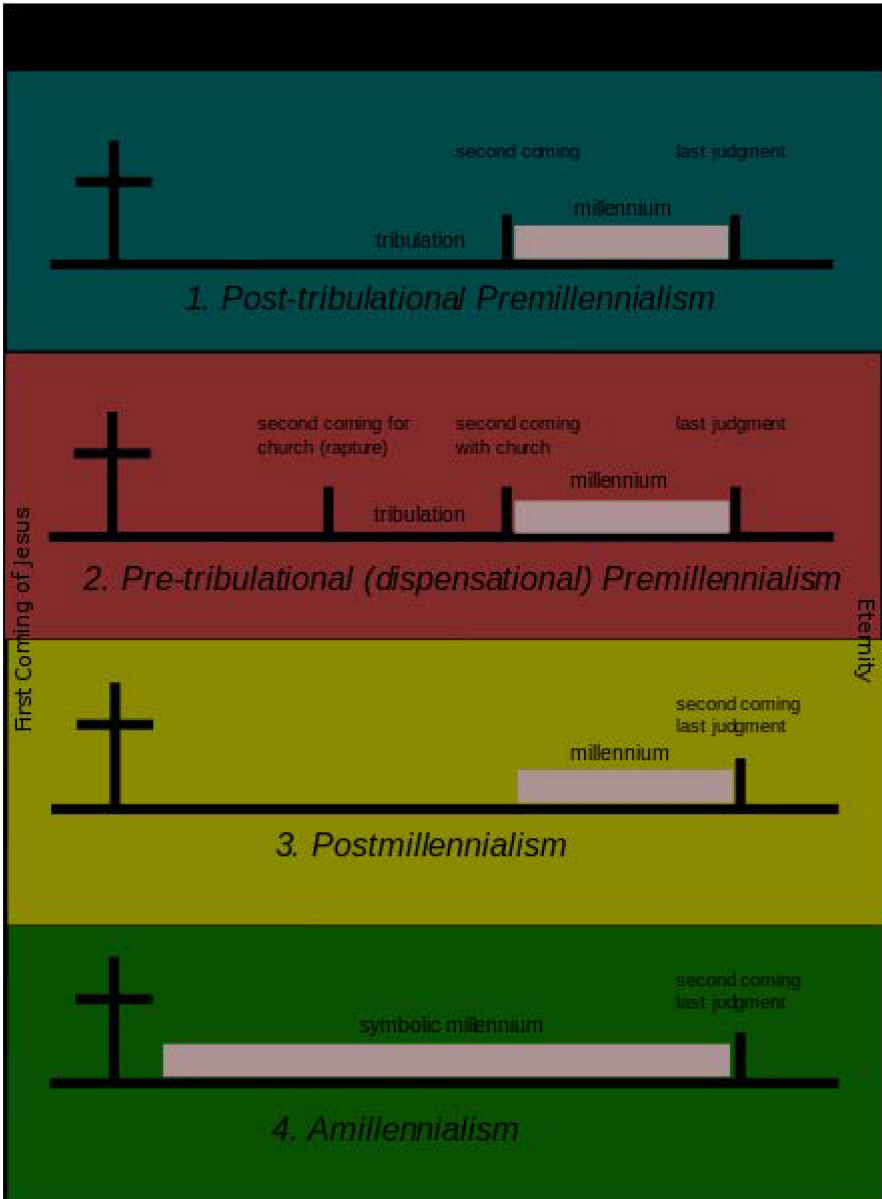 second coming
last judgment
millennium
tribulation
1. Post-tribulational Premillennialism
second coming for
church (rapture)
second coming
with church
last judgment
millennium
tribulation
2. Pre-tribulational (dispensational) Premillennialism
First Coming of Jesus
Eternity
second coming
last judgment
millennium
3. Postmillennialism
second coming
last judgment
symbolic millennium
4. Amillennialism